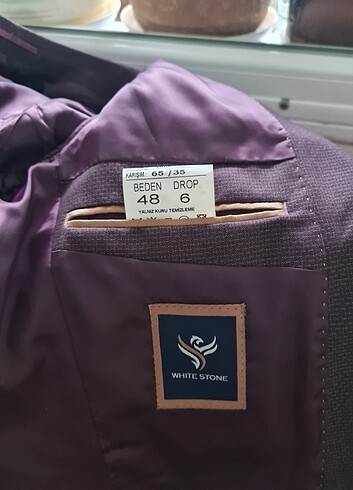 KARIŞIM. 65/35
BEDEN DROP
48 6
YALNIZ KURU TEMİZLEME
WHITE STONE